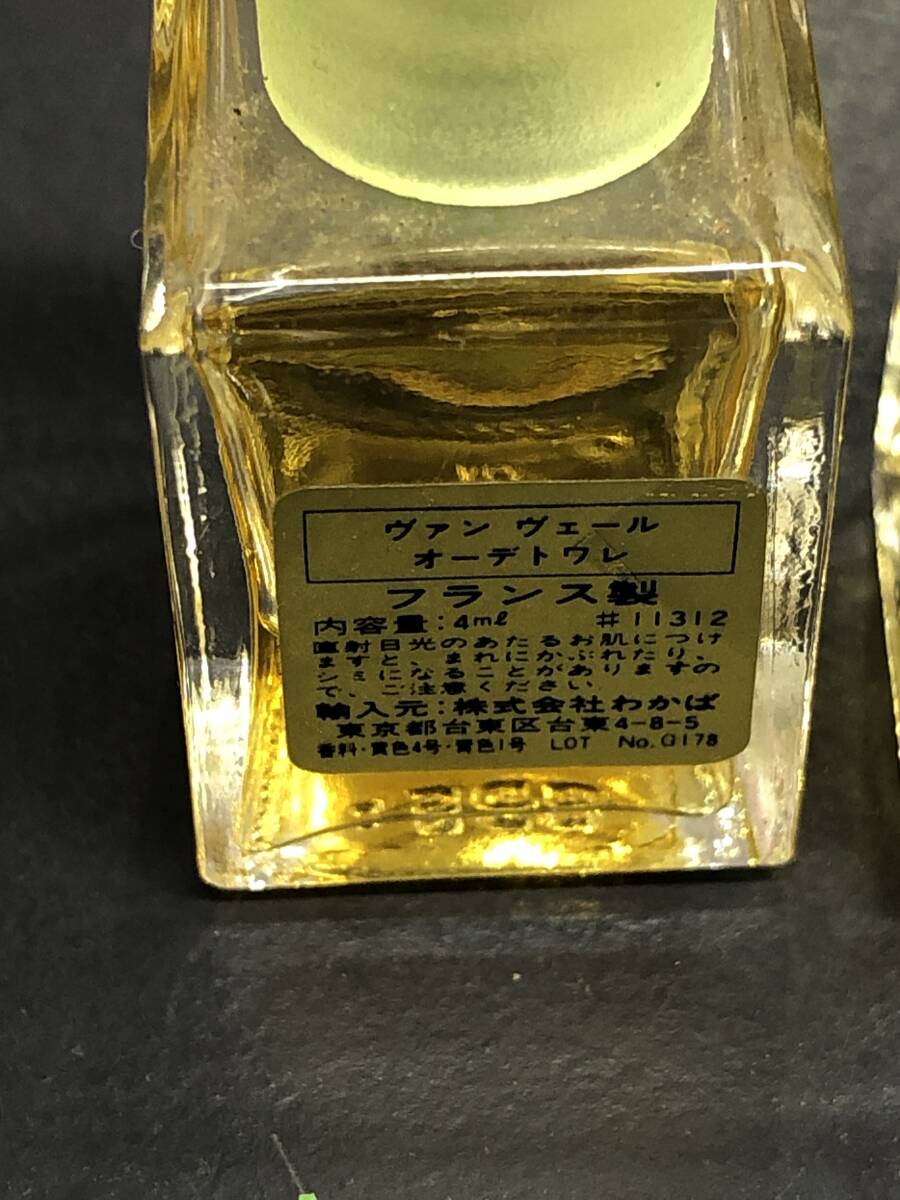 ヴァン ヴェール
オーデトワレ
フランス製
内容量:4ml #11312
直射日光のあたるお肌につけ
ますと、まれにかぶれたり、
シミになることがありますの
で、ご注意ください。
輸入元:株式会社わかば
東京都台東区台東4-8-5
香料・黄色4号・青色1号 LOT No.G178